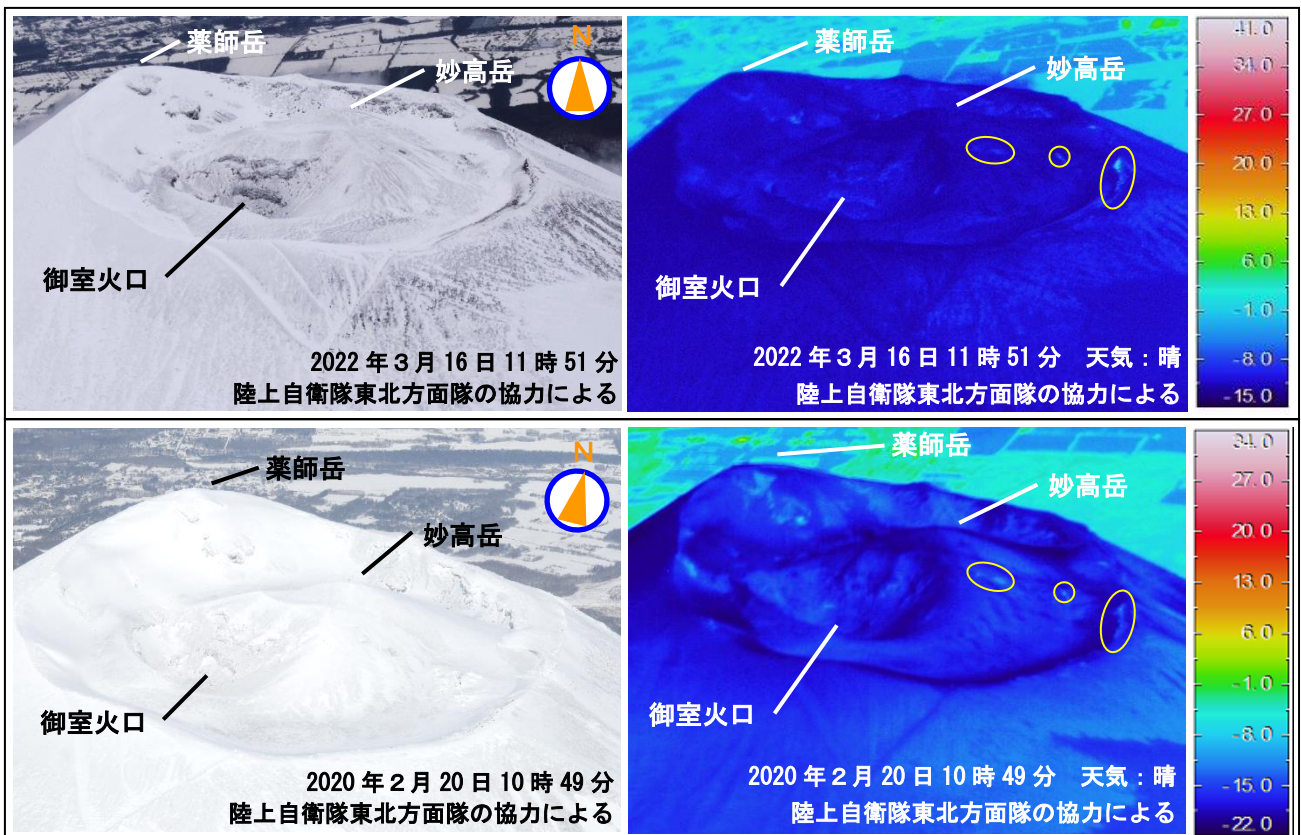 薬師岳
妙高岳
N
御室火口
2022年3月16日11時51分
陸上自衛隊東北方面隊の協力による
薬師岳
妙高岳
御室火口
2022年3月16日11時51分 天気：晴
陸上自衛隊東北方面隊の協力による
41.0
34.0
27.0
20.0
13.0
6.0
-1.0
-8.0
-15.0
薬師岳
妙高岳
N
御室火口
2020年2月20日10時49分
陸上自衛隊東北方面隊の協力による
薬師岳
妙高岳
御室火口
2020年2月20日10時49分 天気：晴
陸上自衛隊東北方面隊の協力による
34.0
27.0
20.0
13.0
6.0
-1.0
-8.0
-15.0
-22.0